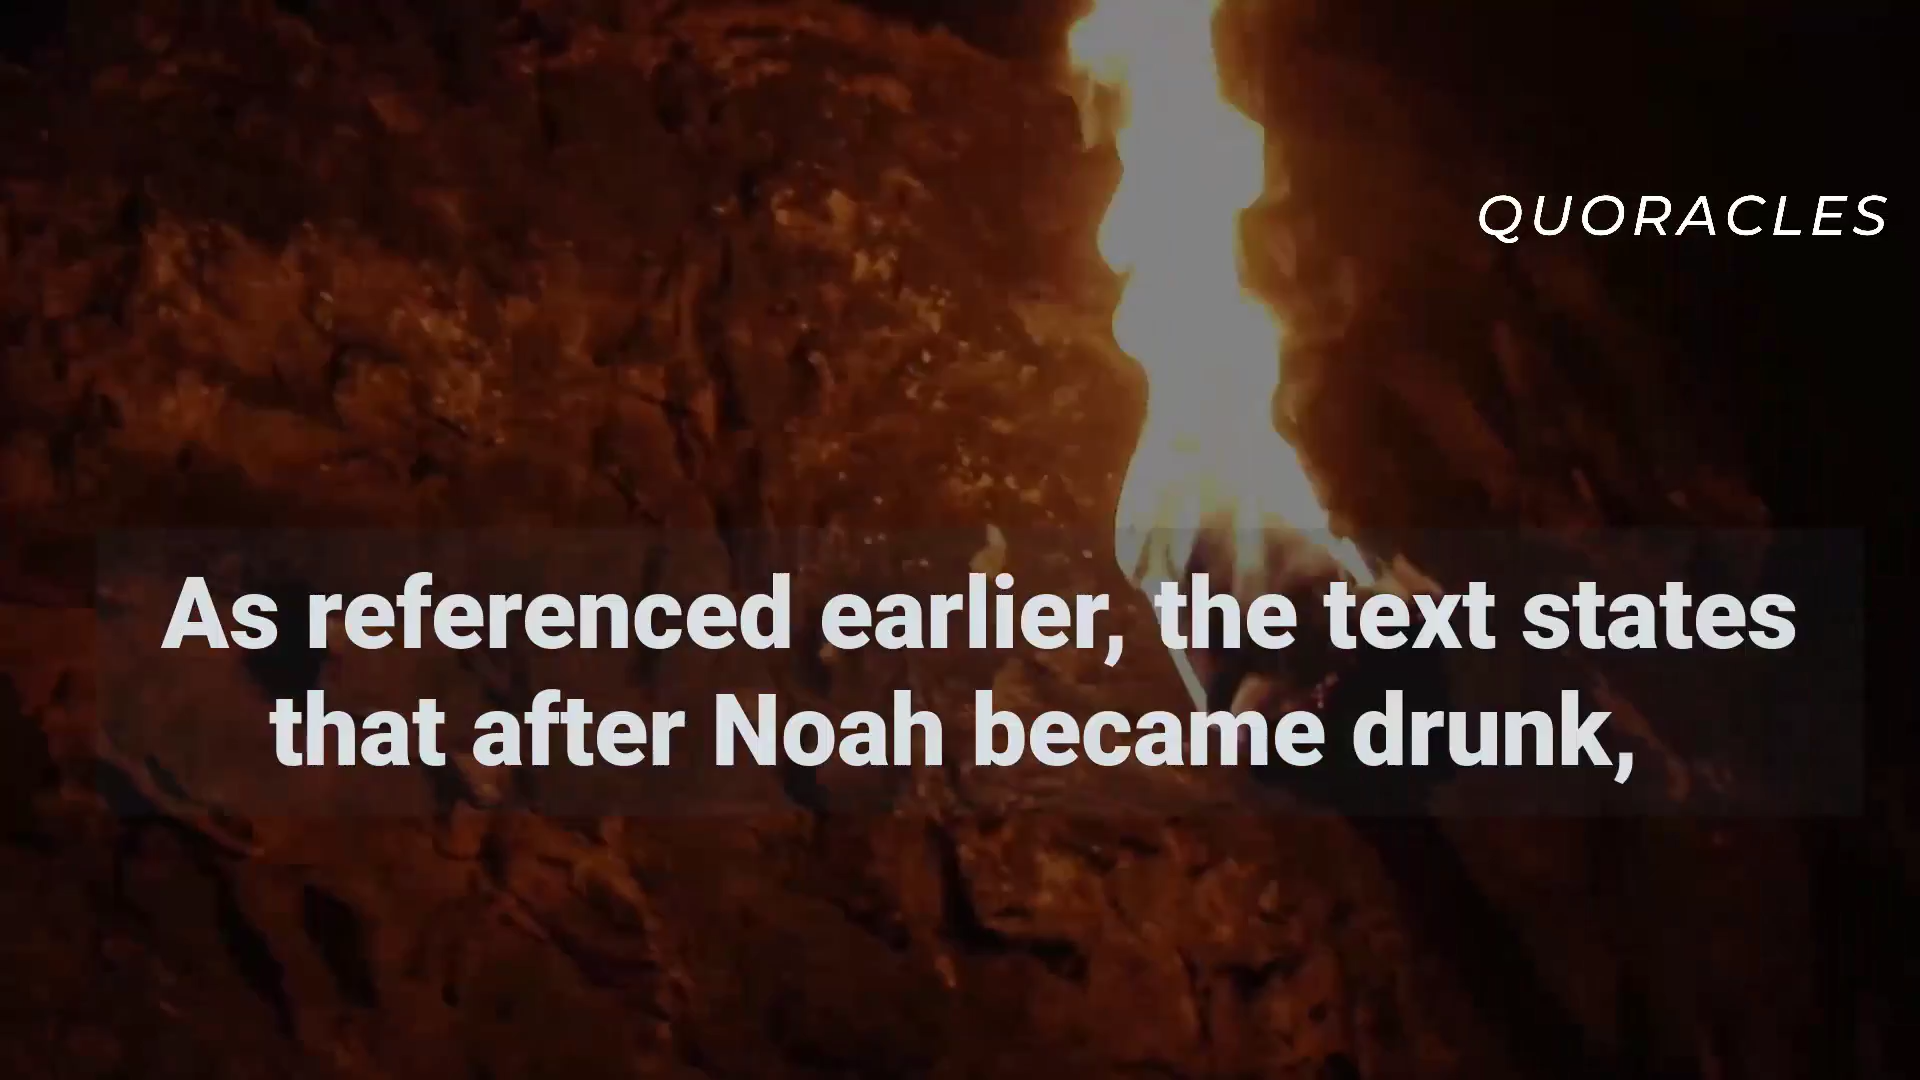 QUORACLES
As referenced earlier, the text states
that after Noah became drunk,